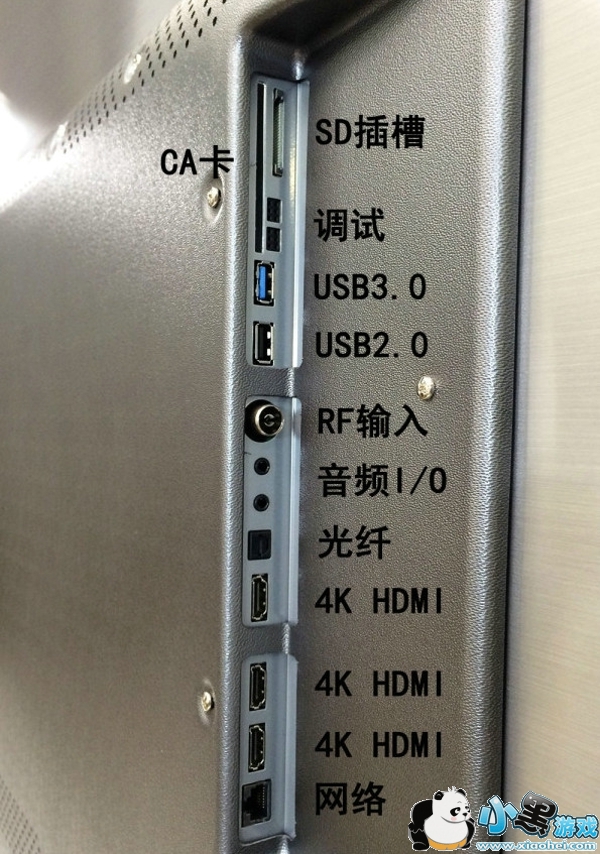 SD插槽
CA卡
调试
USB3.0
USB2.0
RF输入
音频I/O
光纤
4K HDMI
4K HDMI
4K HDMI
网络
小黑游戏
www.xiaohei.com